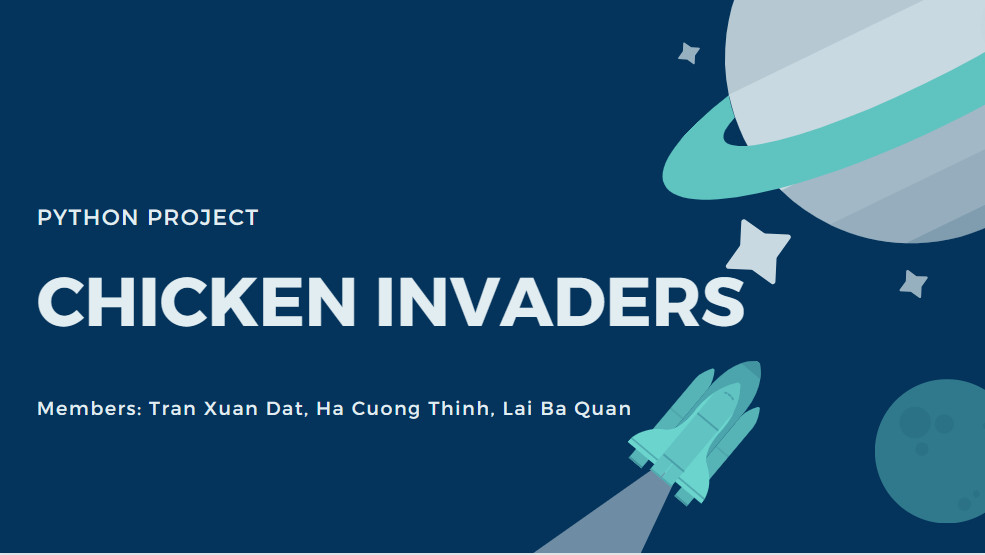 PYTHON PROJECT
CHICKEN INVADERS
Members: Tran Xuan Dat, Ha Cuong Thinh, Lai Ba Quan